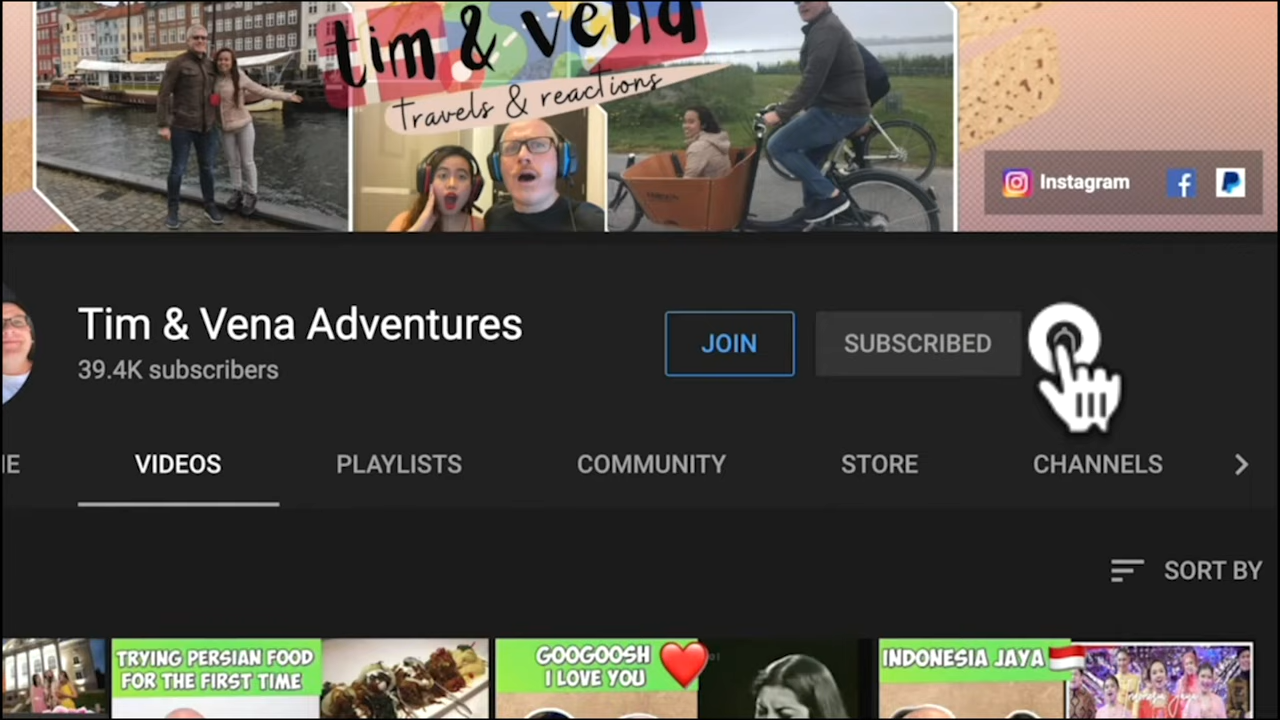 tim & vena
Travels & reactions
Instagram
Tim & Vena Adventures
39.4K subscribers
JOIN
SUBSCRIBED
VIDEOS
PLAYLISTS
COMMUNITY
STORE
CHANNELS
SORT BY
TRYING PERSIAN FOOD
FOR THE FIRST TIME
GOOGOOSH
I LOVE YOU
INDONESIA JAYA